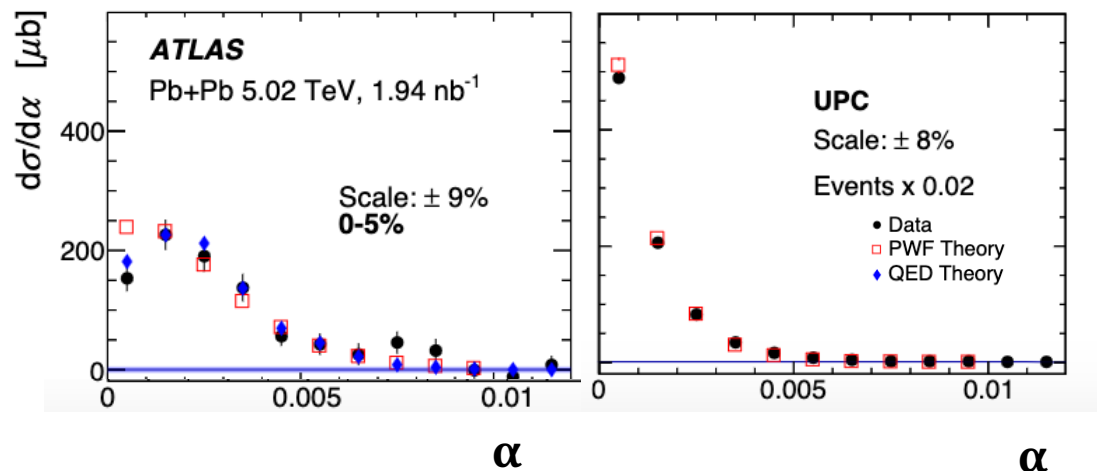 dσ/dα [μb]
ATLAS
Pb+Pb 5.02 TeV, 1.94 nb⁻¹
Scale: ± 9%
0-5%
400
200
0
0
0.005
0.01
α
UPC
Scale: ± 8%
Events x 0.02
Data
PWF Theory
QED Theory
0
0.005
0.01
α